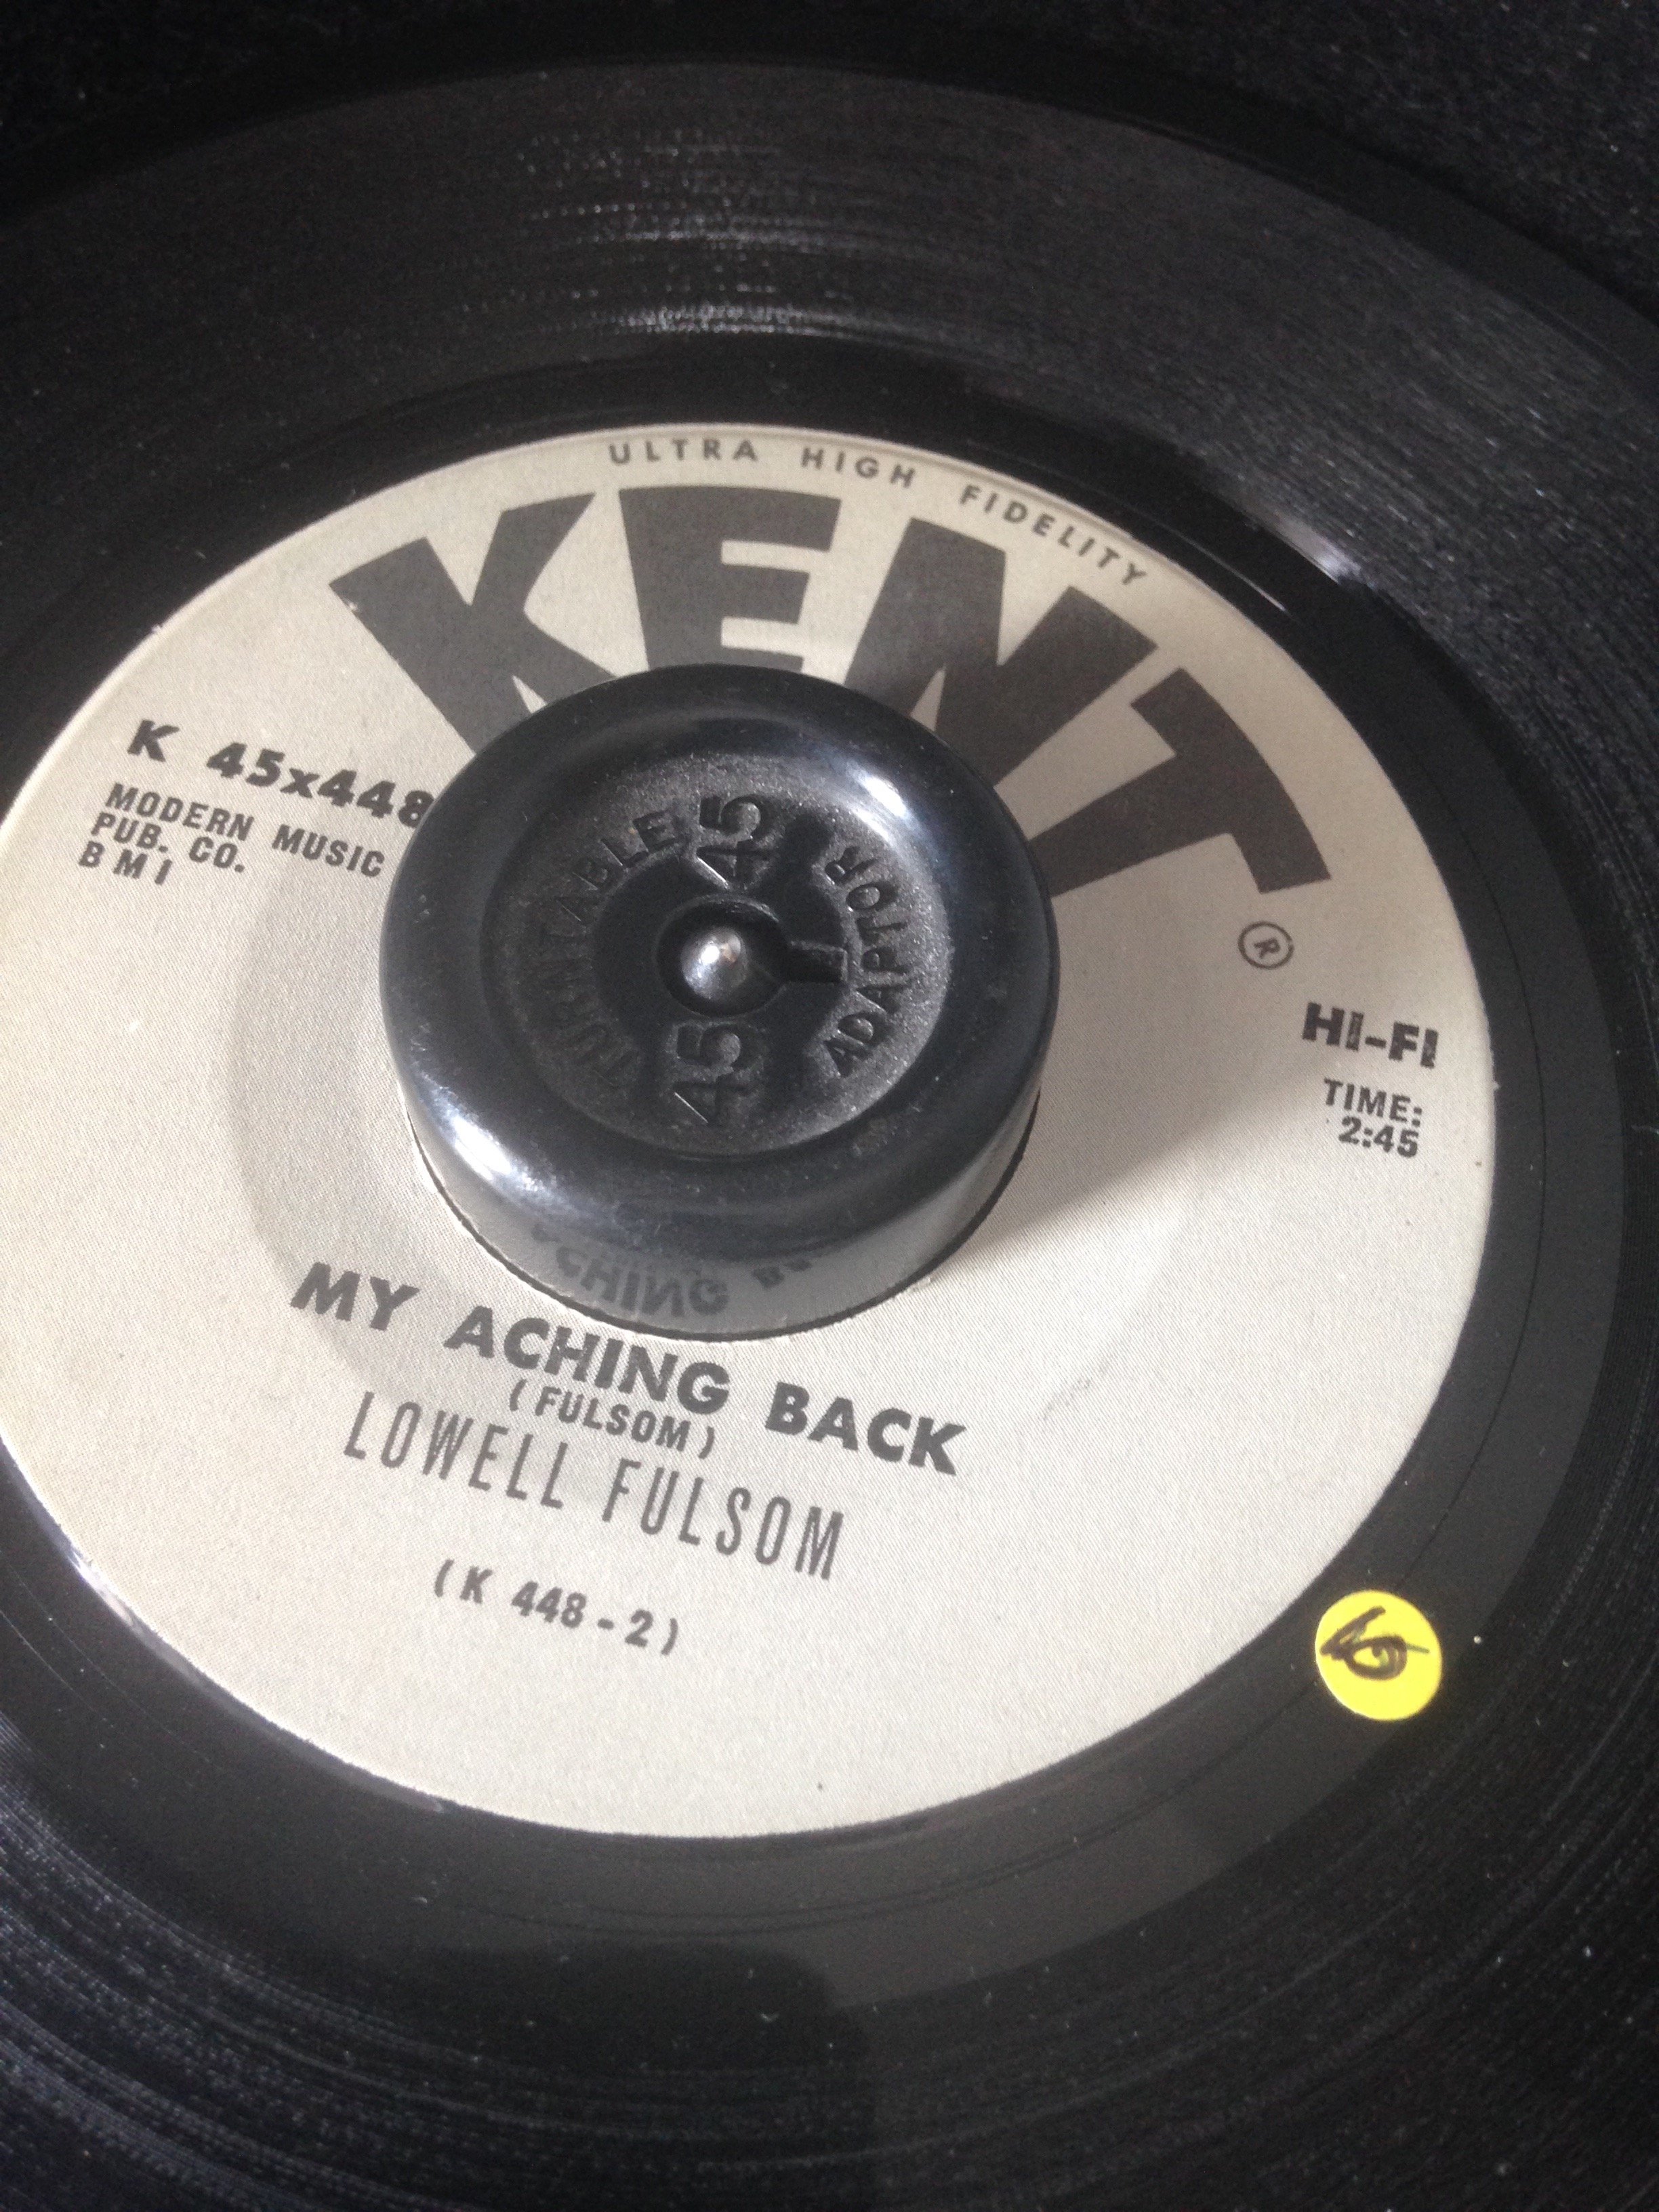 ULTRA HIGH FIDELITY
KENT
®
K 45x448
MODERN MUSIC
PUB. CO.
BMI
TURNTABLE
45
ADAPTOR
45
HI-FI
TIME:
2:45
MY ACHING BACK
(FULSOM)
LOWELL FULSOM
(K 448-2)